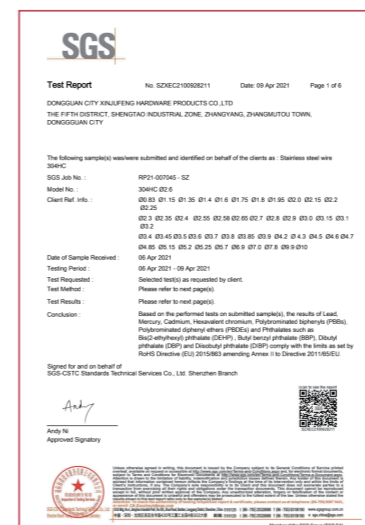 SGS
Test Report No. SZXEC2100928211 Date: 09 Apr 2021 Page 1 of 6
DONGGUAN CITY XINJUFENG HARDWARE PRODUCTS CO.,LTD
THE FIFTH DISTRICT, SHENGTAO INDUSTRIAL ZONE, ZHANGYANG, ZHANGMUTOU TOWN,
DONGGGUAN CITY
The following sample(s) was/were submitted and identified on behalf of the clients as : Stainless steel wire
304HC
SGS Job No. : RP21-007045 - SZ
Model No. : 304HC Ø2.6
Client Ref. Info. : Ø0.83 Ø1.15 Ø1.35 Ø1.4 Ø1.6 Ø1.75 Ø1.8 Ø1.95 Ø2.0 Ø2.15 Ø2.2
Ø2.25
Ø2.3 Ø2.35 Ø2.4 Ø2.55 Ø2.58 Ø2.65 Ø2.7 Ø2.8 Ø2.9 Ø3.0 Ø3.15 Ø3.1
Ø3.2
Ø3.4 Ø3.45 Ø3.5 Ø3.6 Ø3.7 Ø3.8 Ø3.85 Ø3.9 Ø4.2 Ø4.3 Ø4.5 Ø4.6 Ø4.7
Ø4.85 Ø5.15 Ø5.2 Ø5.25 Ø5.7 Ø6.9 Ø7.0 Ø7.8 Ø9.9 Ø10
Date of Sample Received : 06 Apr 2021
Testing Period : 06 Apr 2021 - 09 Apr 2021
Test Requested : Selected test(s) as requested by client.
Test Method : Please refer to next page(s).
Test Results : Please refer to next page(s).
Conclusion : Based on the performed tests on submitted sample(s), the results of Lead,
Mercury, Cadmium, Hexavalent chromium, Polybrominated biphenyls (PBBs),
Polybrominated diphenyl ethers (PBDEs) and Phthalates such as
Bis(2-ethylhexyl) phthalate (DEHP) , Butyl benzyl phthalate (BBP), Dibutyl
phthalate (DBP) and Diisobutyl phthalate (DIBP) comply with the limits as set by
RoHS Directive (EU) 2015/863 amending Annex II to Directive 2011/65/EU.
Signed for and on behalf of
SGS-CSTC Standards Technical Services Co., Ltd. Shenzhen Branch
scan to see the report
Andy
Andy Ni
Approved Signatory